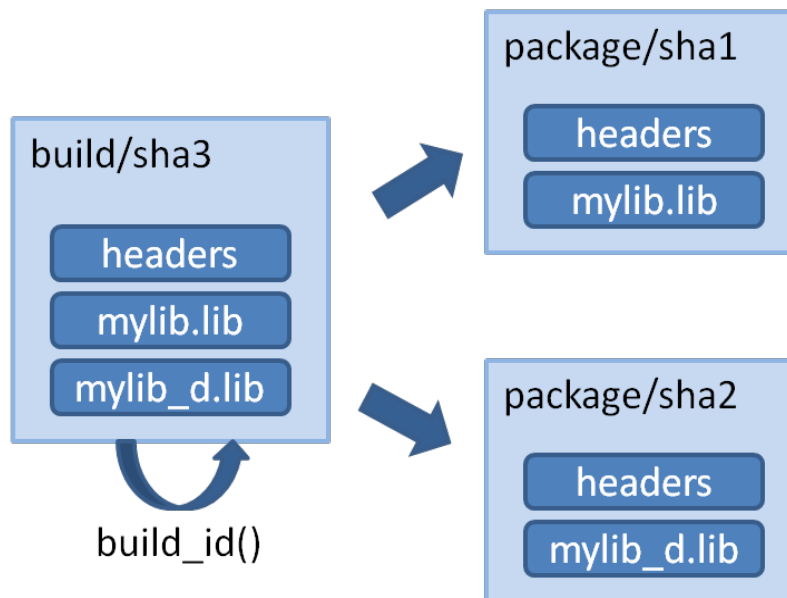 build/sha3
headers
mylib.lib
mylib_d.lib
build_id()
package/sha1
headers
mylib.lib
package/sha2
headers
mylib_d.lib